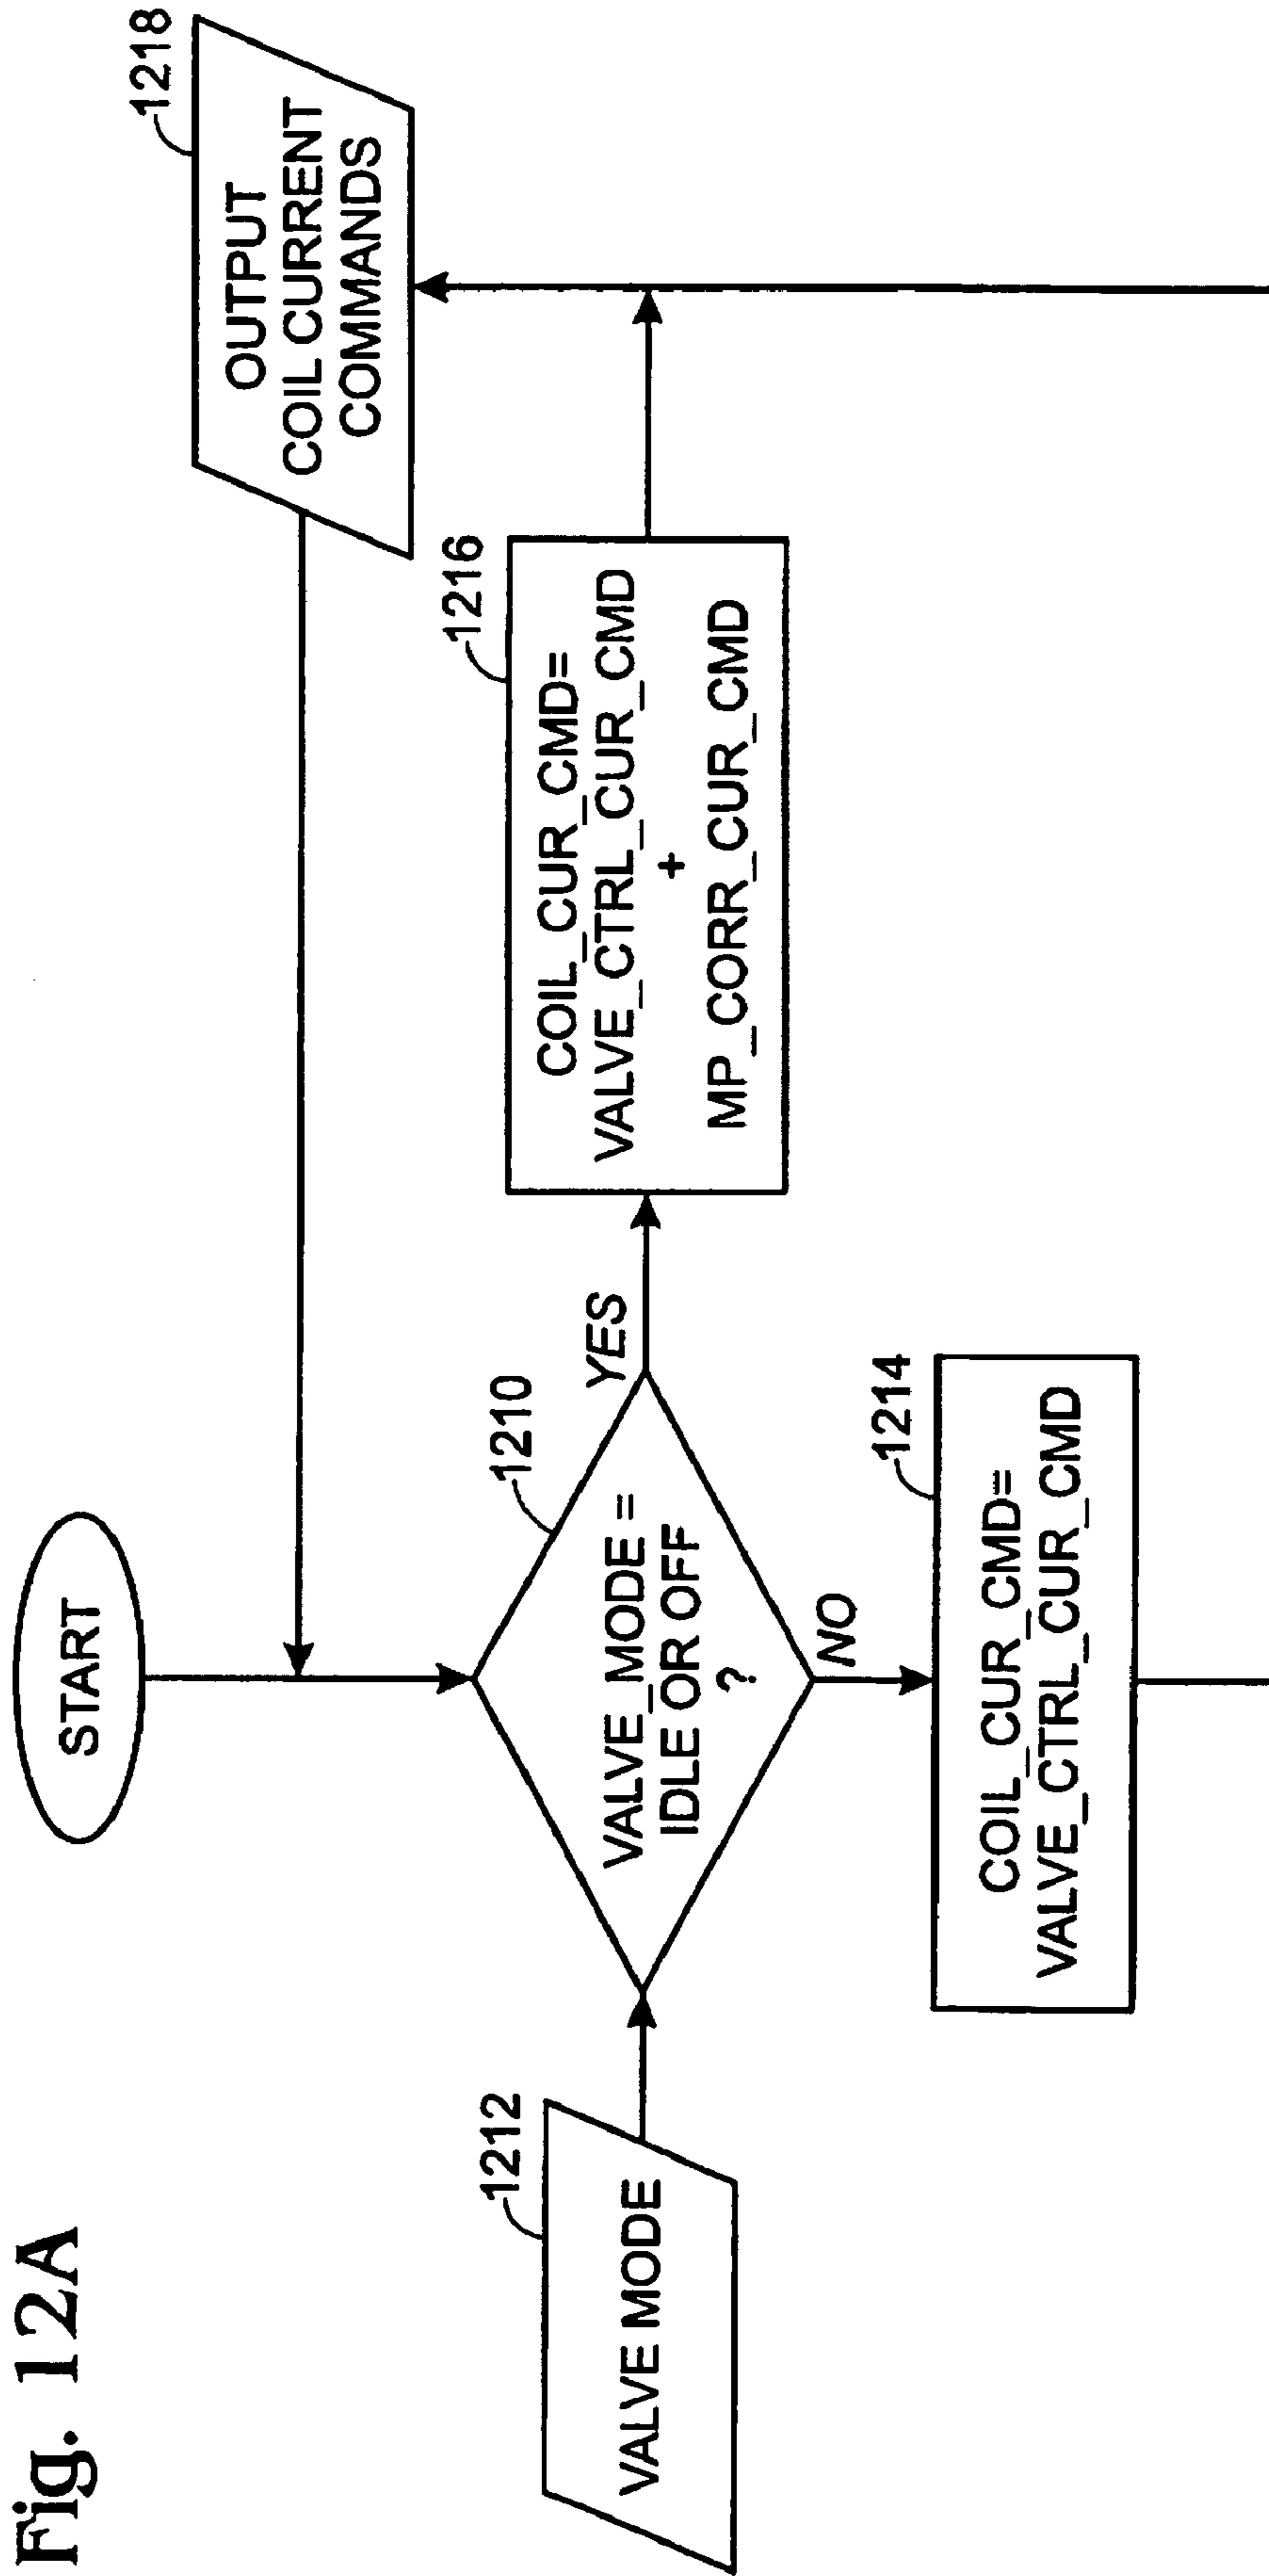 Fig. 12A
START
1218
OUTPUT
COIL CURRENT
COMMANDS
1212
VALVE MODE
1210
VALVE_MODE =
IDLE OR OFF
?
YES
NO
1216
COIL_CUR_CMD=
VALVE_CTRL_CUR_CMD
+
MP_CORR_CUR_CMD
1214
COIL_CUR_CMD=
VALVE_CTRL_CUR_CMD